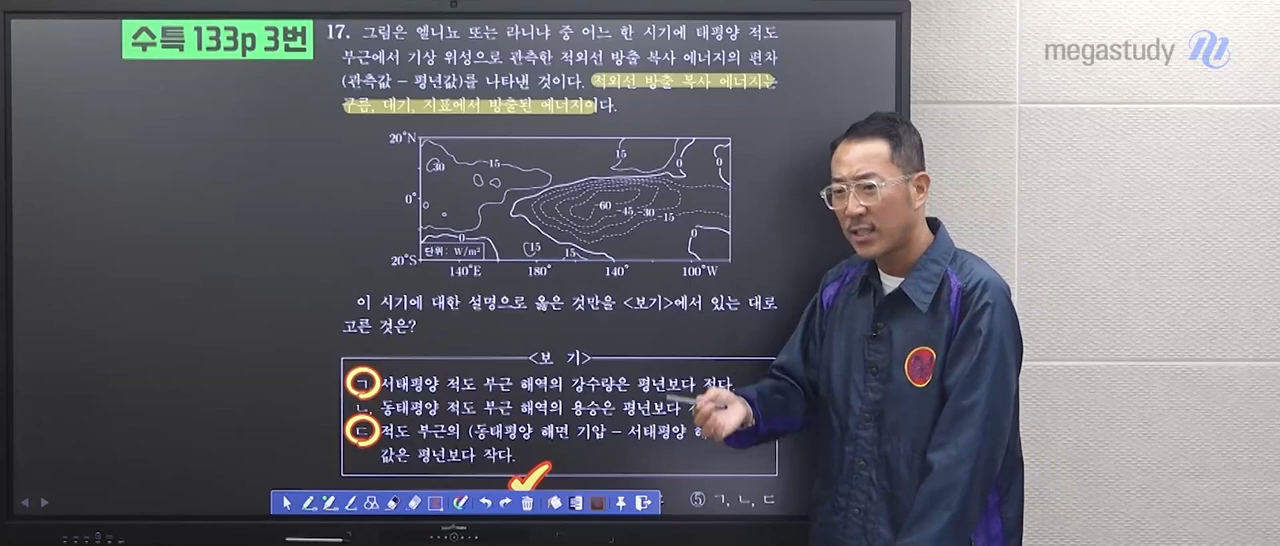 수특 133p 3번
17. 그림은 엘니뇨 또는 라니냐 중 어느 한 시기에 태평양 적도
부근에서 기상 위성으로 관측한 적외선 방출 복사 에너지의 편차
(관측값 - 평년값)를 나타낸 것이다. 적외선 방출 복사 에너지는
구름, 대기, 지표에서 방출된 에너지이다.
megastudy
20°N
0°
20°S
30
15
15
0
0
-60 -45 -30 -15
0
15
15
0
단위: W/m²
140°E 180° 140° 100°W
이 시기에 대한 설명으로 옳은 것만을 <보기>에서 있는 대로
고른 것은?
<보 기>
ㄱ 서태평양 적도 부근 해역의 강수량은 평년보다 적다.
ㄴ. 동태평양 적도 부근 해역의 용승은 평년보다
ㄷ 적도 부근의 (동태평양 해면 기압 - 서태평양
값은 평년보다 작다.
⑤ ㄱ, ㄴ, ㄷ